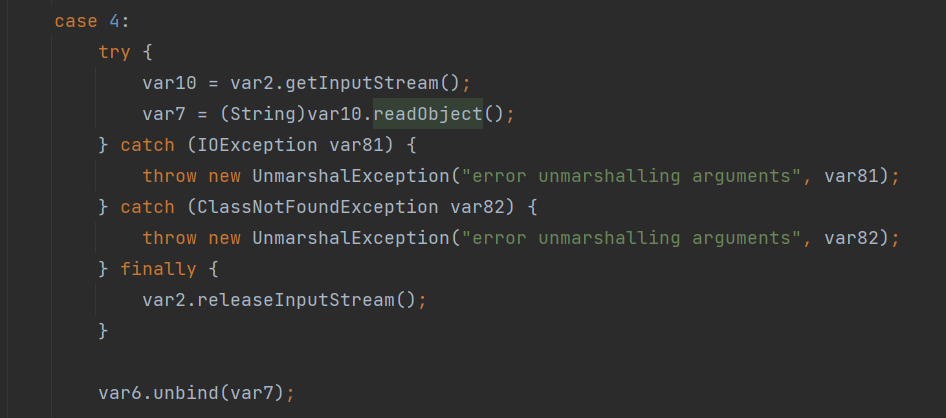 case 4:
try {
var10 = var2.getInputStream();
var7 = (String)var10.readObject();
} catch (IOException var81) {
throw new UnmarshalException("error unmarshalling arguments", var81);
} catch (ClassNotFoundException var82) {
throw new UnmarshalException("error unmarshalling arguments", var82);
} finally {
var2.releaseInputStream();
}
var6.unbind(var7);